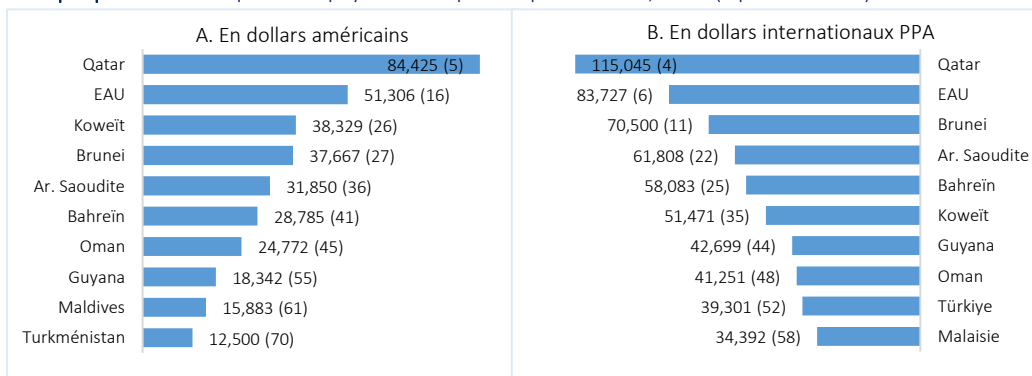 A. En dollars américains
Qatar 84,425 (5)
EAU 51,306 (16)
Koweït 38,329 (26)
Brunei 37,667 (27)
Ar. Saoudite 31,850 (36)
Bahreïn 28,785 (41)
Oman 24,772 (45)
Guyana 18,342 (55)
Maldives 15,883 (61)
Turkménistan 12,500 (70)
B. En dollars internationaux PPA
115,045 (4) Qatar
83,727 (6) EAU
70,500 (11) Brunei
61,808 (22) Ar. Saoudite
58,083 (25) Bahreïn
51,471 (35) Koweït
42,699 (44) Guyana
41,251 (48) Oman
39,301 (52) Türkiye
34,392 (58) Malaisie